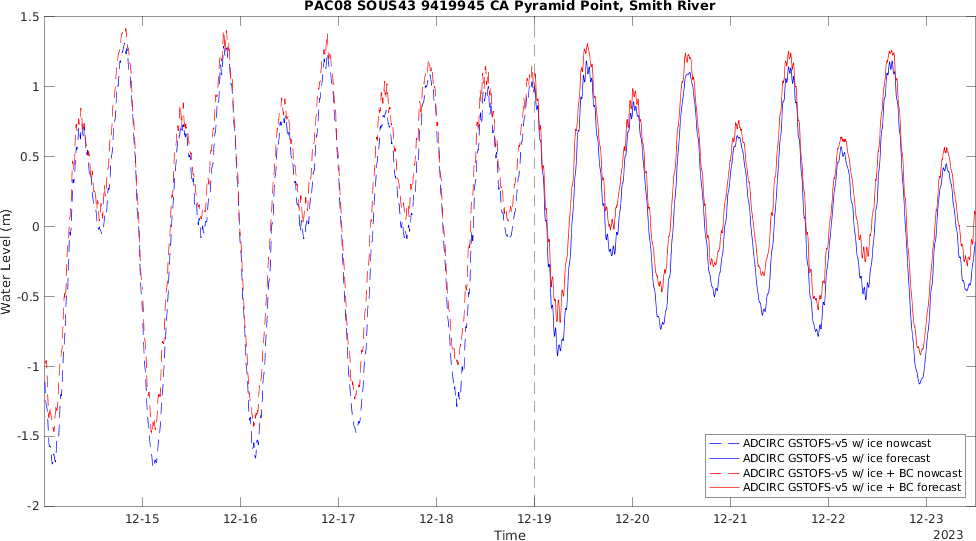 PAC08 SOUS43 9419945 CA Pyramid Point, Smith River
1.5
1
0.5
0
-0.5
-1
-1.5
-2
Water Level (m)
ADCIRC GSTOFS-v5 w/ ice nowcast
ADCIRC GSTOFS-v5 w/ ice forecast
ADCIRC GSTOFS-v5 w/ ice + BC nowcast
ADCIRC GSTOFS-v5 w/ ice + BC forecast
12-15 12-16 12-17 12-18 12-19 12-20 12-21 12-22 12-23
Time
2023